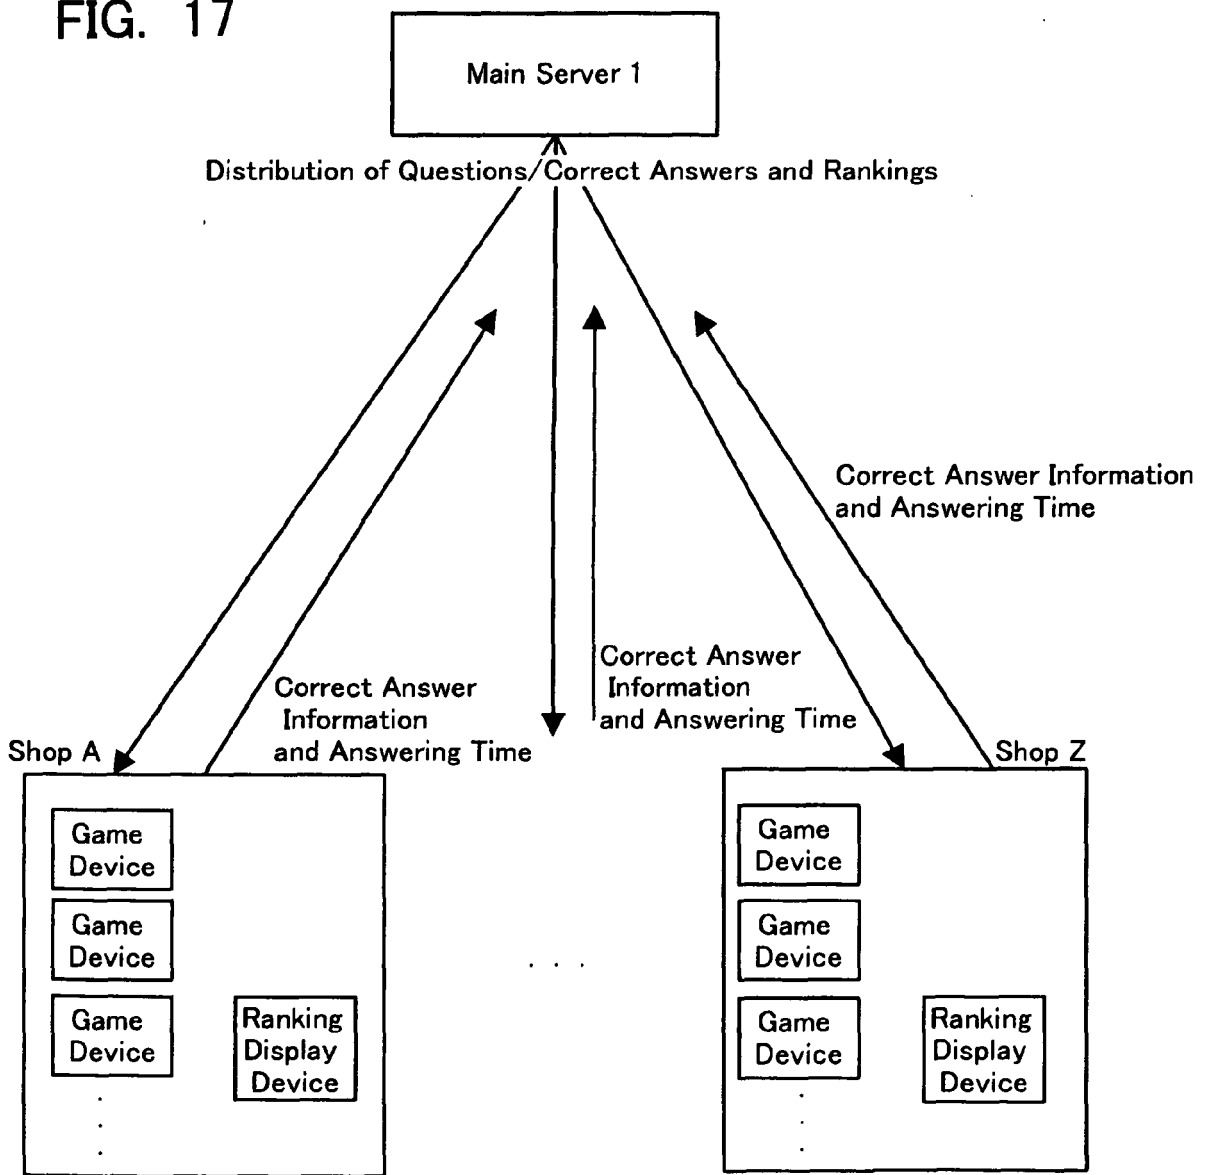 FIG. 17
Main Server 1
Distribution of Questions/Correct Answers and Rankings
Correct Answer Information
and Answering Time
Correct Answer
Information
and Answering Time
Correct Answer
Information
and Answering Time
Shop A
Shop Z
Game
Device
Game
Device
Game
Device
.
.
.
Ranking
Display
Device
. . .
Game
Device
Game
Device
Game
Device
.
.
.
Ranking
Display
Device